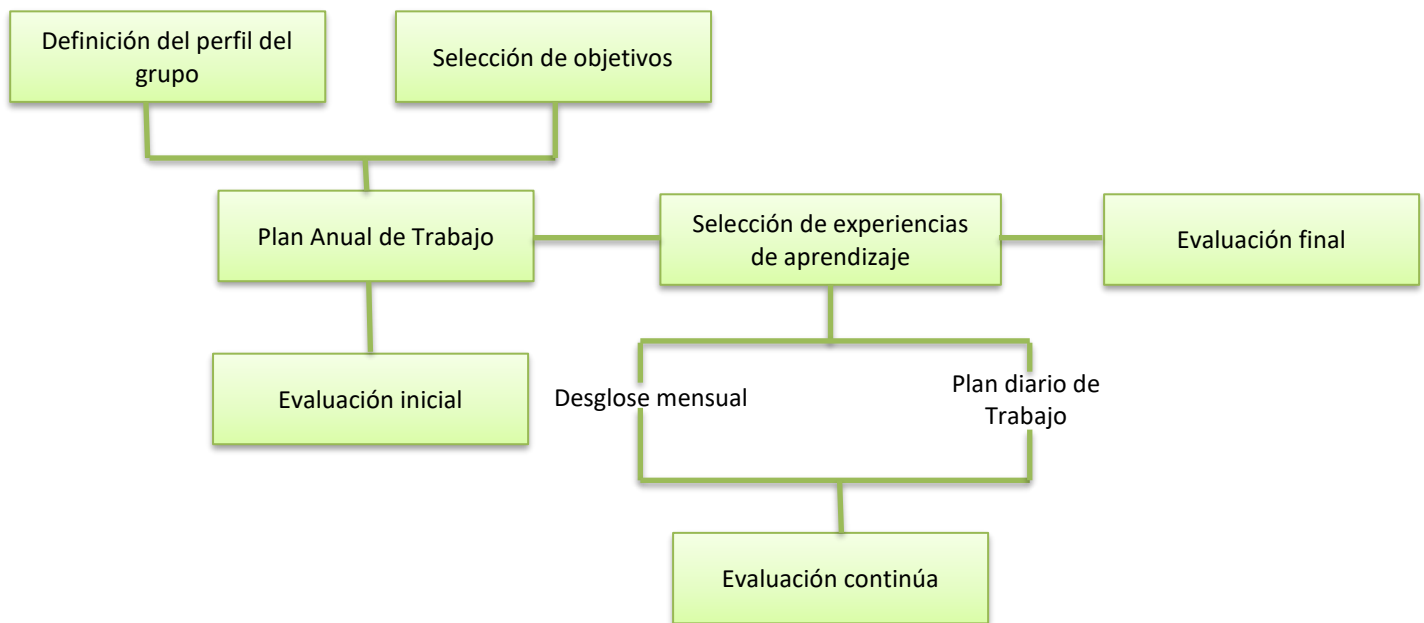 Definición del perfil del
grupo
Selección de objetivos
Plan Anual de Trabajo
Selección de experiencias
de aprendizaje
Evaluación final
Evaluación inicial
Desglose mensual
Plan diario de
Trabajo
Evaluación continúa